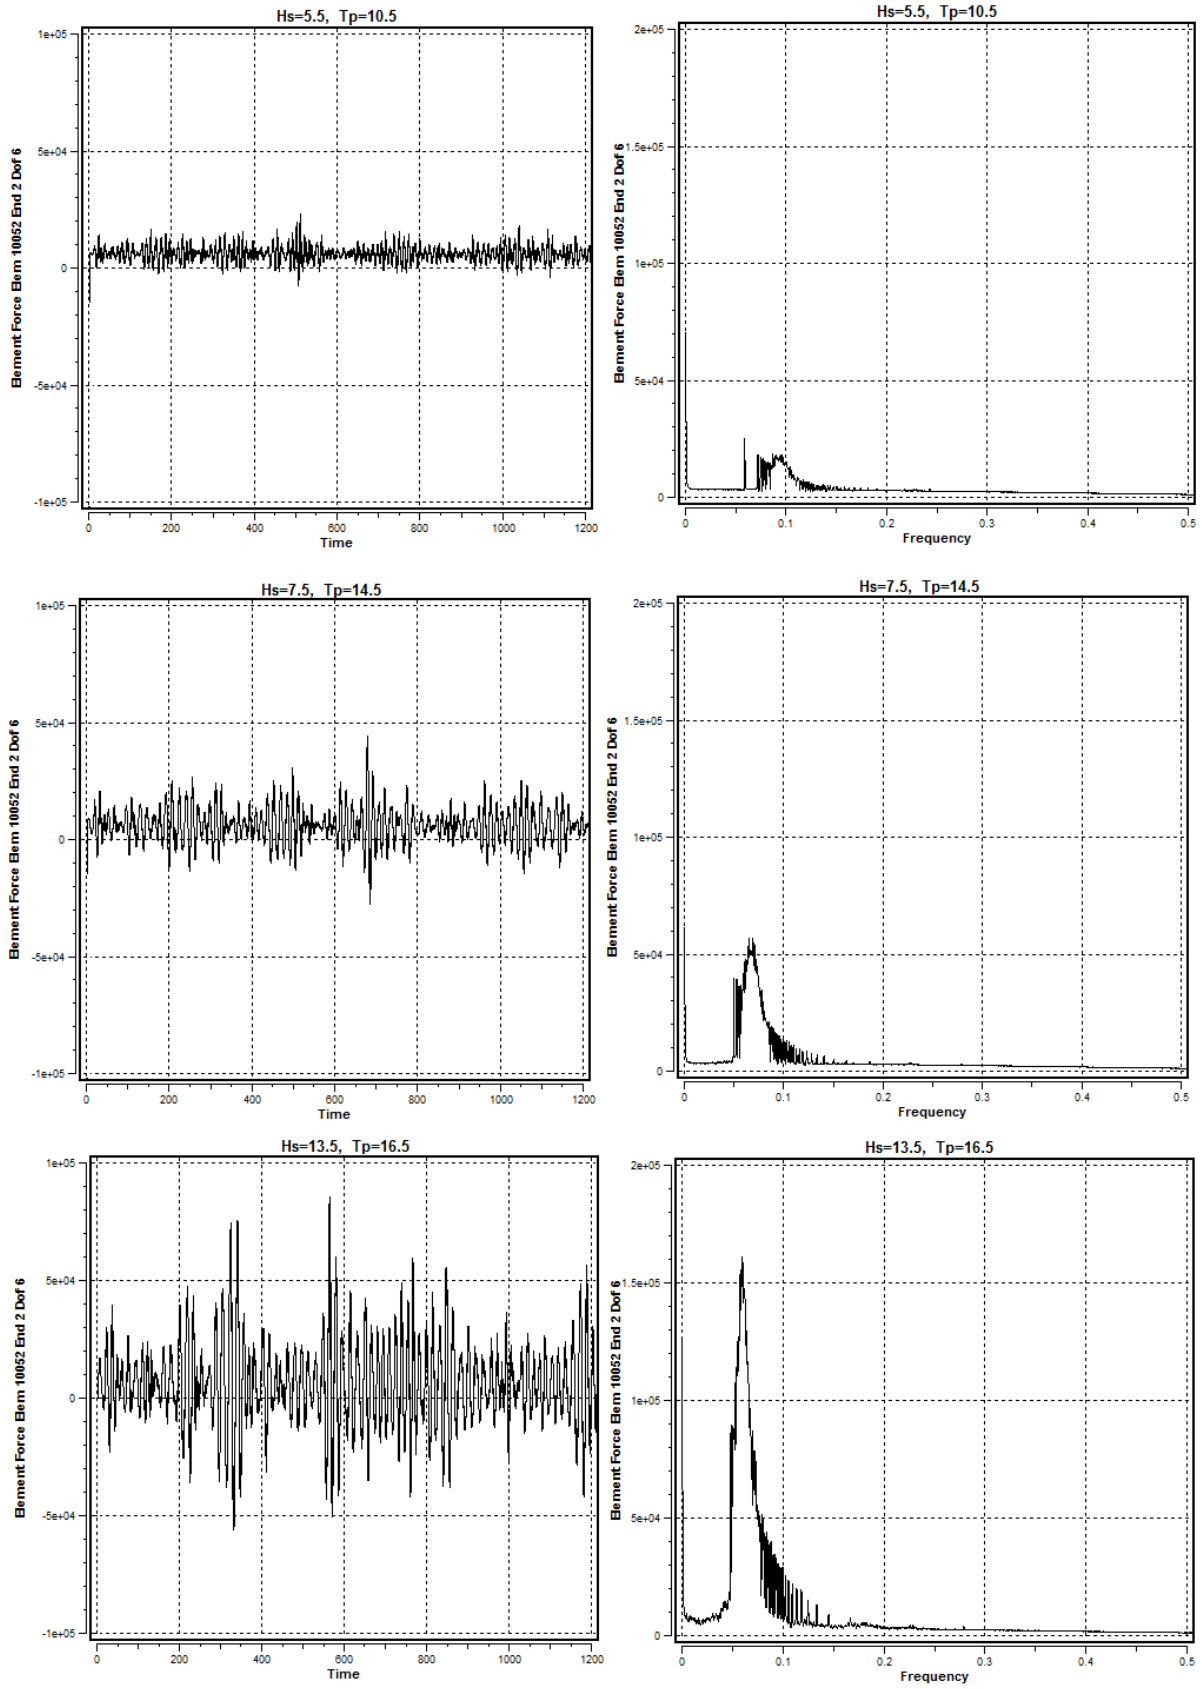 Hs=5.5, Tp=10.5
1e+05
5e+04
0
-5e+04
-1e+05
Element Force Elem 10052 End 2 Dof 6
0 200 400 600 800 1000 1200
Time
Hs=5.5, Tp=10.5
2e+05
1.5e+05
1e+05
5e+04
0
Element Force Elem 10052 End 2 Dof 6
0 0.1 0.2 0.3 0.4 0.5
Frequency
Hs=7.5, Tp=14.5
1e+05
5e+04
0
-5e+04
-1e+05
Element Force Elem 10052 End 2 Dof 6
0 200 400 600 800 1000 1200
Time
Hs=7.5, Tp=14.5
2e+05
1.5e+05
1e+05
5e+04
0
Element Force Elem 10052 End 2 Dof 6
0 0.1 0.2 0.3 0.4 0.5
Frequency
Hs=13.5, Tp=16.5
1e+05
5e+04
0
-5e+04
-1e+05
Element Force Elem 10052 End 2 Dof 6
0 200 400 600 800 1000 1200
Time
Hs=13.5, Tp=16.5
2e+05
1.5e+05
1e+05
5e+04
0
Element Force Elem 10052 End 2 Dof 6
0 0.1 0.2 0.3 0.4 0.5
Frequency